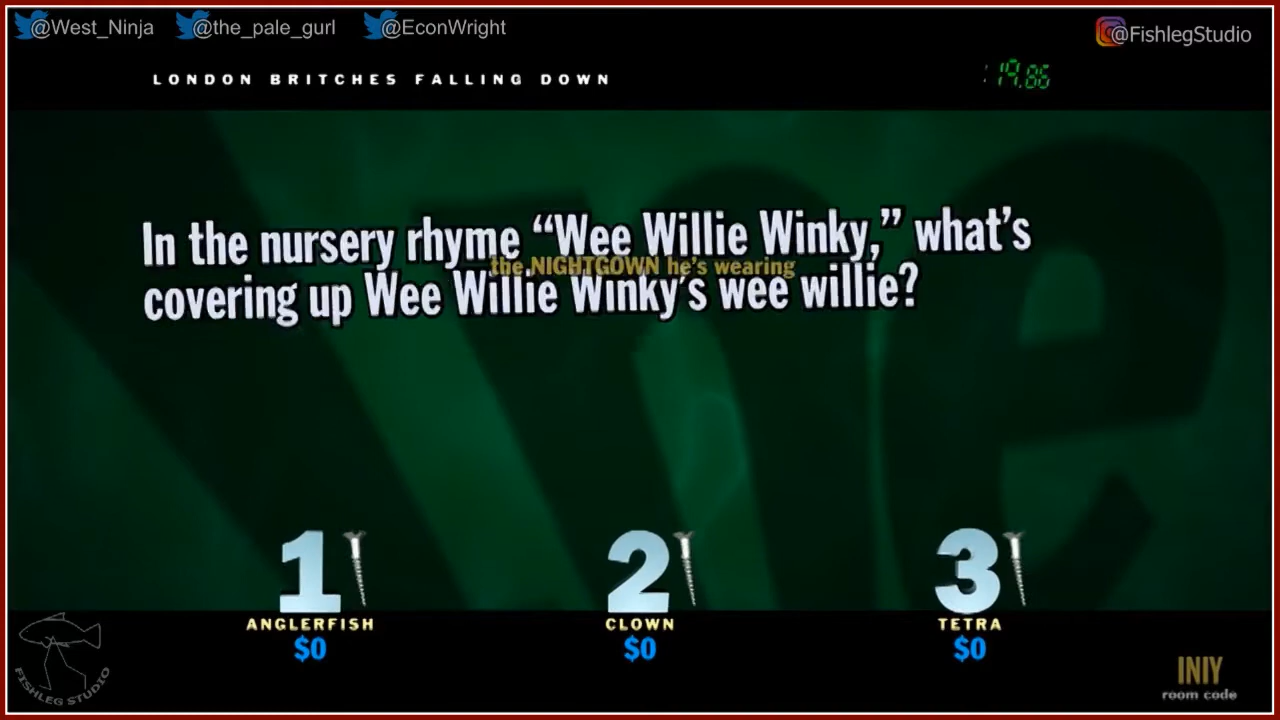 @West_Ninja @the_pale_gurl @EconWright
@FishlegStudio
LONDON BRITCHES FALLING DOWN
:19.86
In the nursery rhyme “Wee Willie Winky,” what's
the NIGHTGOWN he's wearing
covering up Wee Willie Winky's wee willie?
1 2 3
ANGLERFISH CLOWN TETRA
$0 $0 $0
FISHLEG STUDIO
INIY
room code